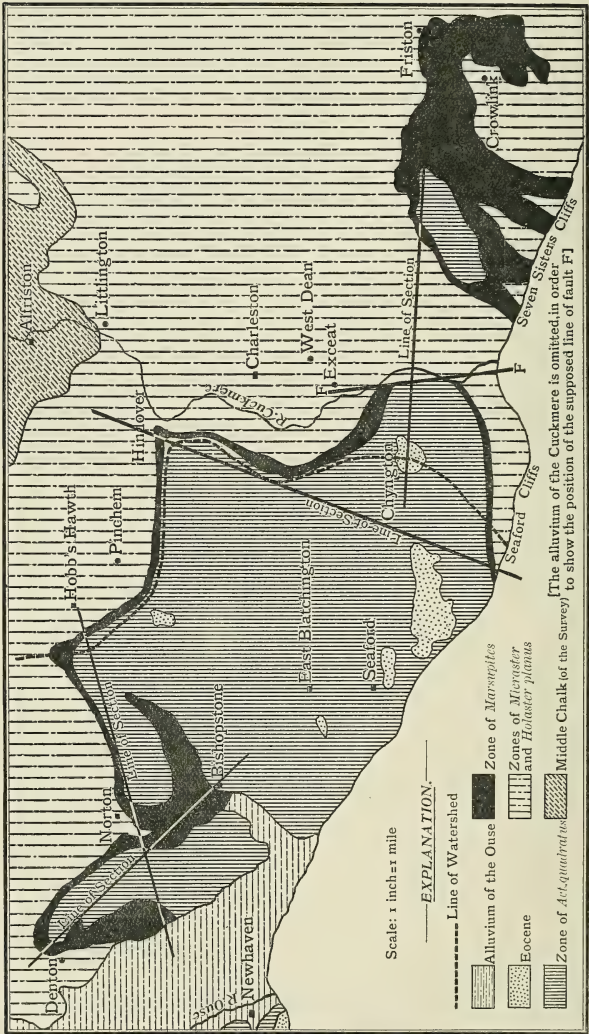 Friston
Crowlink
Alfriston
Littington
Charleston
West Dean
Exceat
F
R. Cuckmere
Line of Section
Seven Sisters Cliffs
F
Hindover
Hobb's Hawth
Pinchem
Chyngton
Line of Section
Seaford Cliffs
East Blatchington
Seaford
Line of Section
Norton
Bishopstone
Line of Section
Denton
R. Ouse
Newhaven
[The alluvium of the Cuckmere is omitted, in order
to show the position of the supposed line of fault F]
Scale: 1 inch = 1 mile
EXPLANATION.
Line of Watershed
Alluvium of the Ouse
Zone of Marsupites
Eocene
Zones of Micraster
and Holaster planus
Zone of Act. quadratus
Middle Chalk (of the Survey)